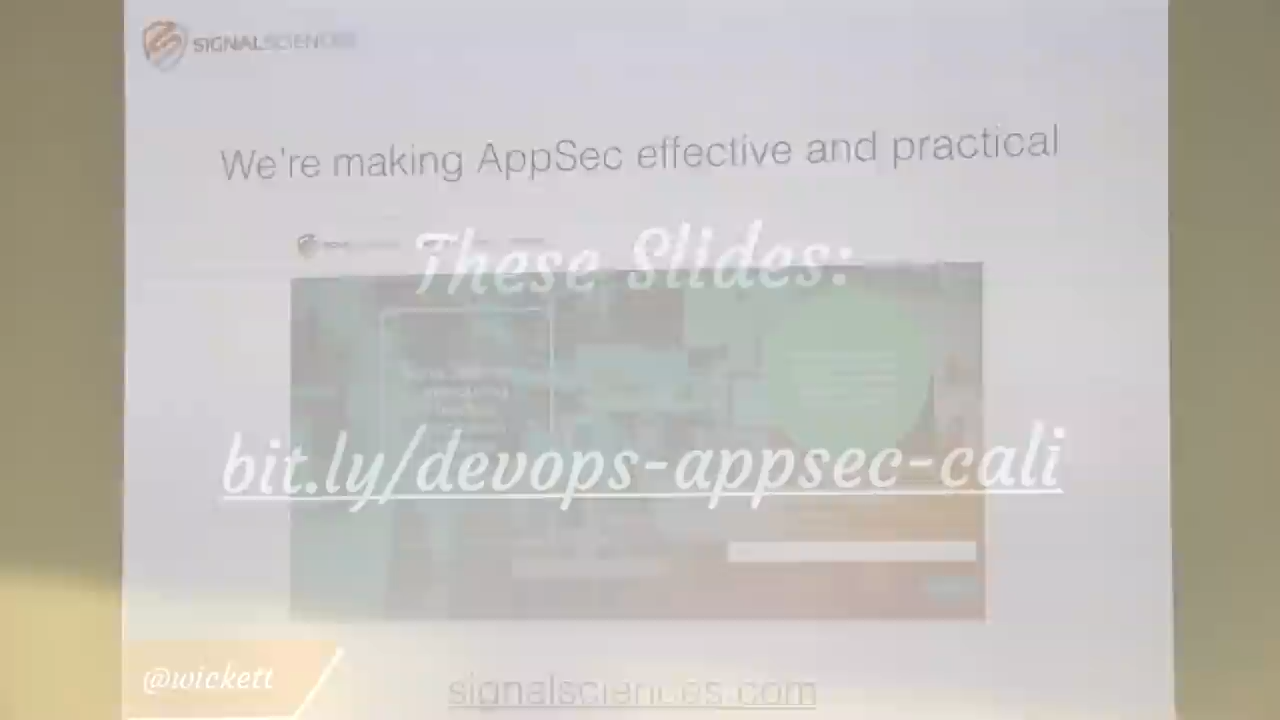 SIGNALSCIENCES
We're making AppSec effective and practical
These Slides:
bit.ly/devops-appsec-cali
@wickett
signalsciences.com